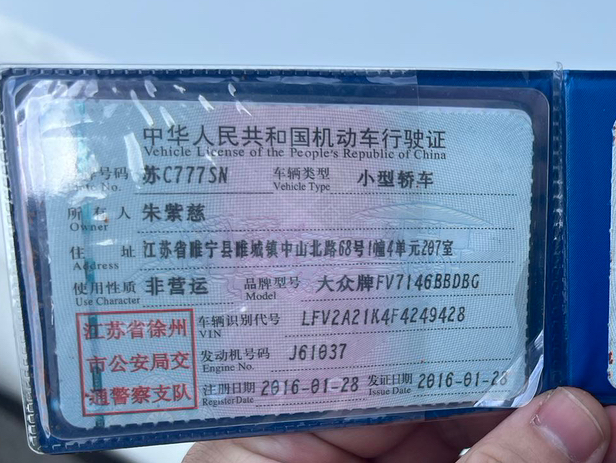 中华人民共和国机动车行驶证
Vehicle License of the People's Republic of China
号码 苏C777SN 车辆类型 小型轿车
No. Vehicle Type
所有人 朱紫慈
Owner
住址 江苏省睢宁县睢城镇中山北路68号1幢4单元207室
Address
使用性质 非营运 品牌型号 大众牌FV7146BBDBG
Use Character Model
江苏省徐州
市公安局交
通警察支队
车辆识别代号 LFV2A21K4F4249428
VIN
发动机号码 J61037
Engine No.
注册日期 2016-01-28 发证日期 2016-01-28
Register Date Issue Date